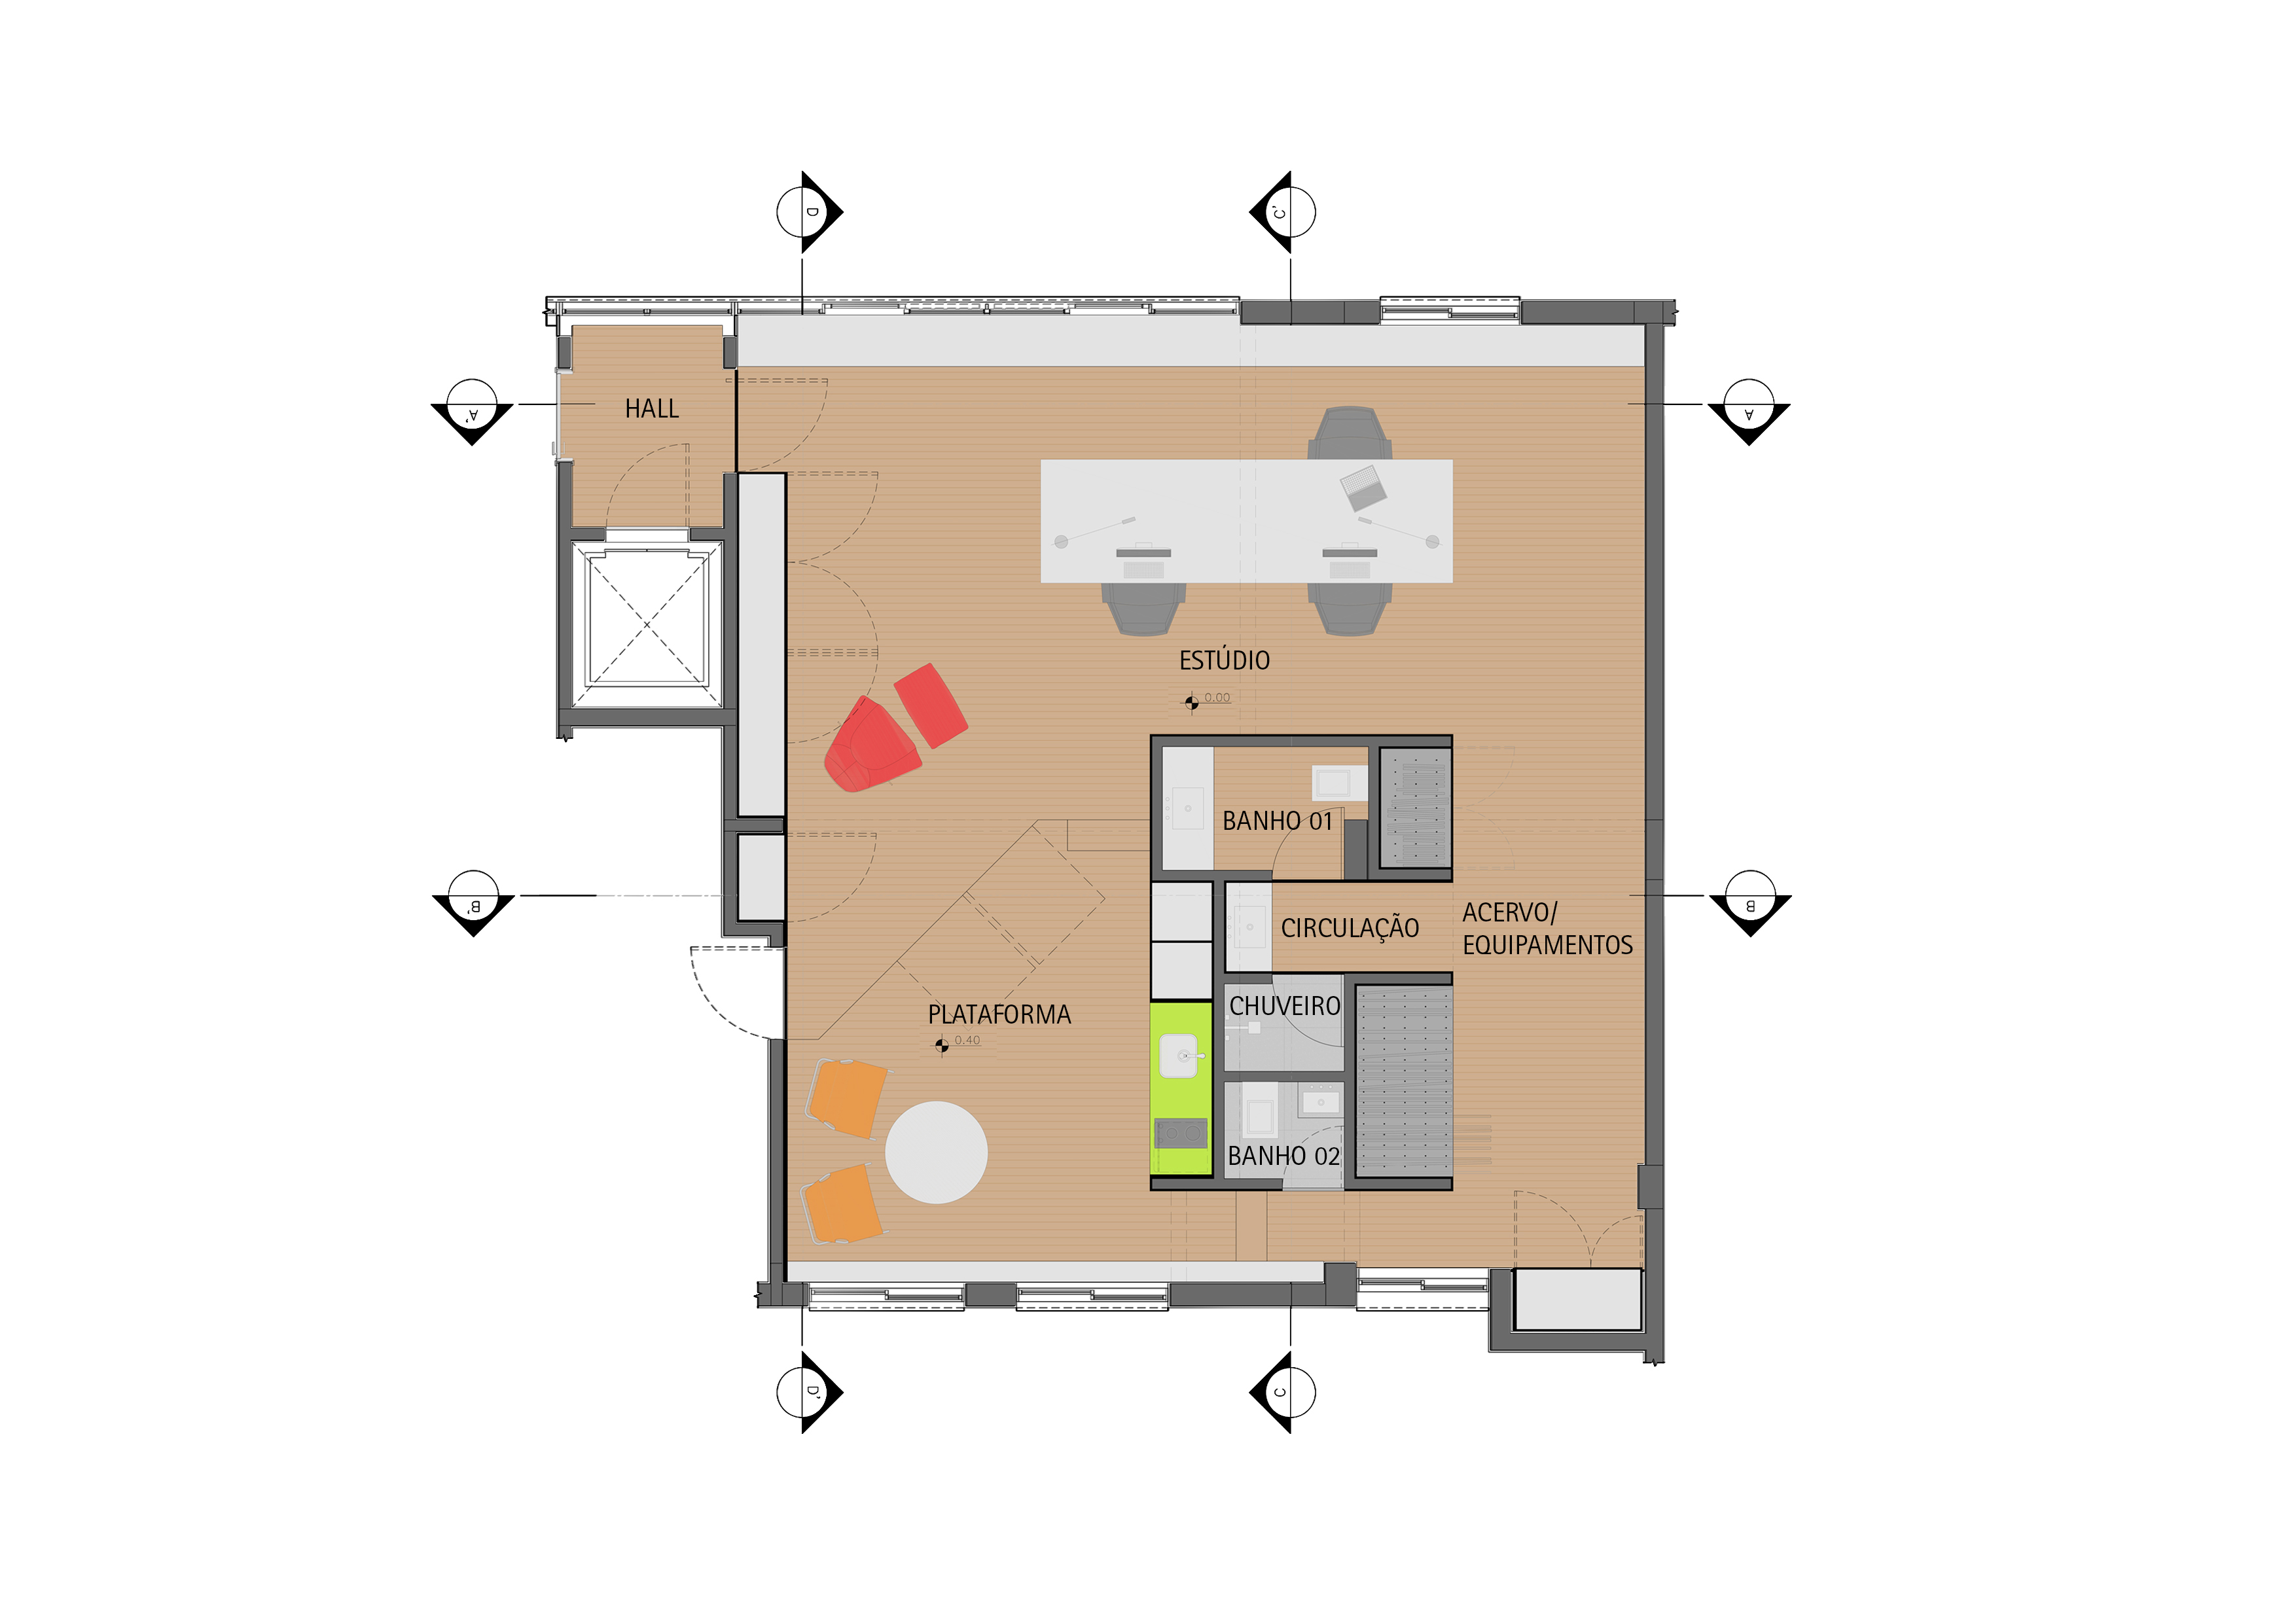 D
C'
A'
A
HALL
ESTÚDIO
0.00
BANHO 01
B'
B
CIRCULAÇÃO
ACERVO/
EQUIPAMENTOS
CHUVEIRO
PLATAFORMA
0.40
BANHO 02
D'
C